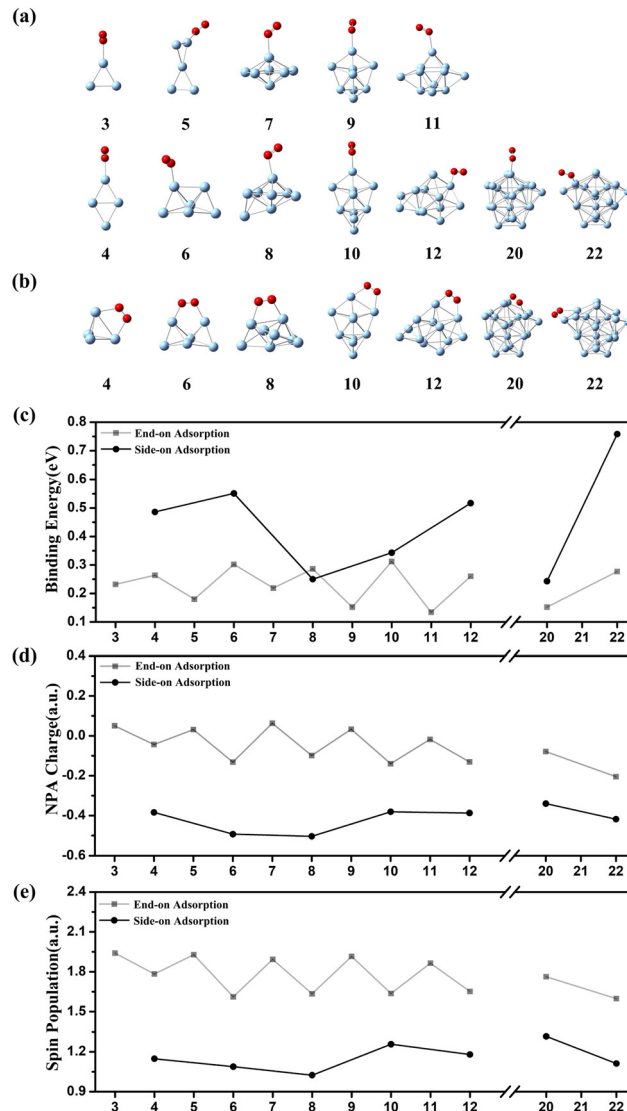 (a)
3 5 7 9 11
4 6 8 10 12 20 22
(b)
4 6 8 10 12 20 22
(c)
0.8
0.7
0.6
0.5
0.4
0.3
0.2
0.1
Binding Energy(eV)
End-on Adsorption
Side-on Adsorption
3 4 5 6 7 8 9 10 11 12 20 21 22
(d)
0.4
0.2
0.0
-0.2
-0.4
-0.6
NPA Charge(a.u.)
End-on Adsorption
Side-on Adsorption
3 4 5 6 7 8 9 10 11 12 20 21 22
(e)
2.4
2.1
1.8
1.5
1.2
0.9
Spin Population(a.u.)
End-on Adsorption
Side-on Adsorption
3 4 5 6 7 8 9 10 11 12 20 21 22